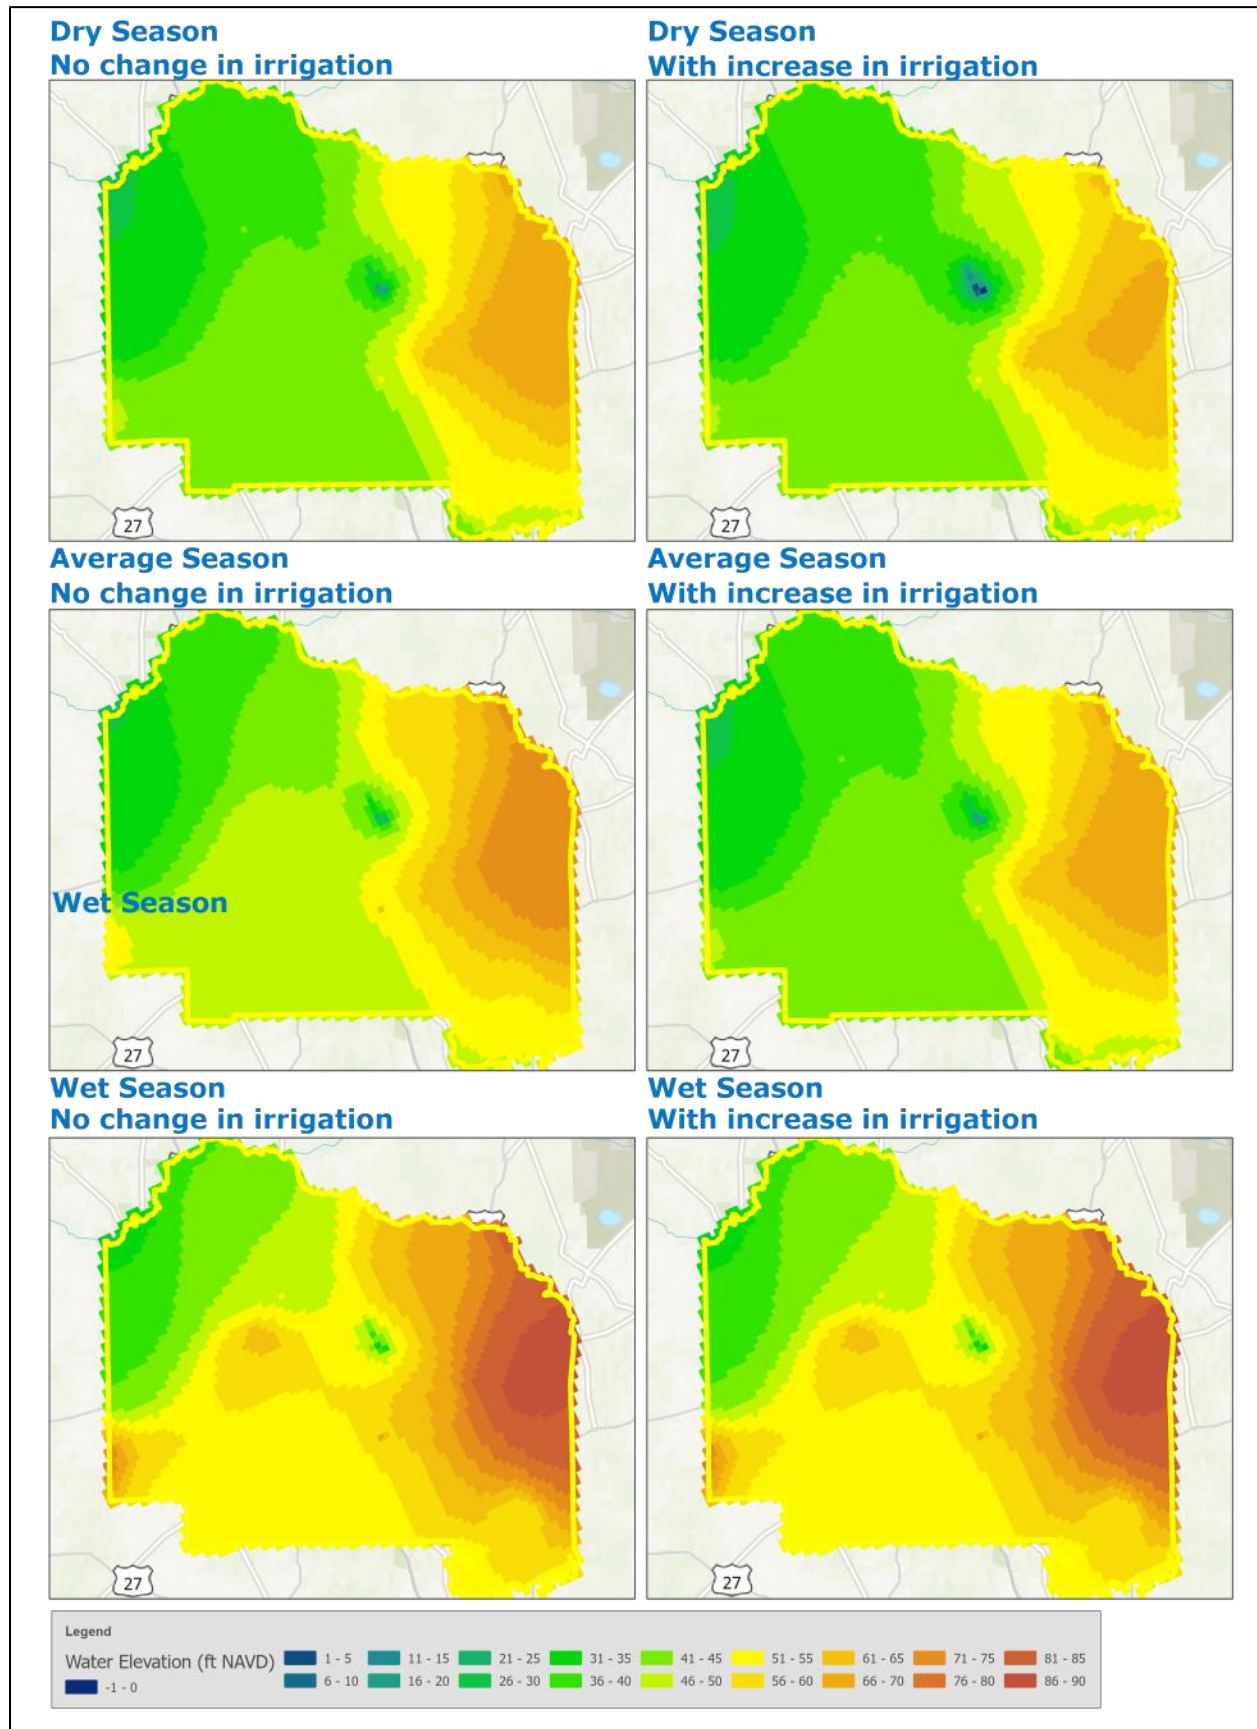 Dry Season
No change in irrigation
Dry Season
With increase in irrigation
27
27
Average Season
No change in irrigation
Average Season
With increase in irrigation
Wet Season
27
27
Wet Season
No change in irrigation
Wet Season
With increase in irrigation
27
27
Legend
Water Elevation (ft NAVD)
-1 - 0
1 - 5
6 - 10
11 - 15
16 - 20
21 - 25
26 - 30
31 - 35
36 - 40
41 - 45
46 - 50
51 - 55
56 - 60
61 - 65
66 - 70
71 - 75
76 - 80
81 - 85
86 - 90